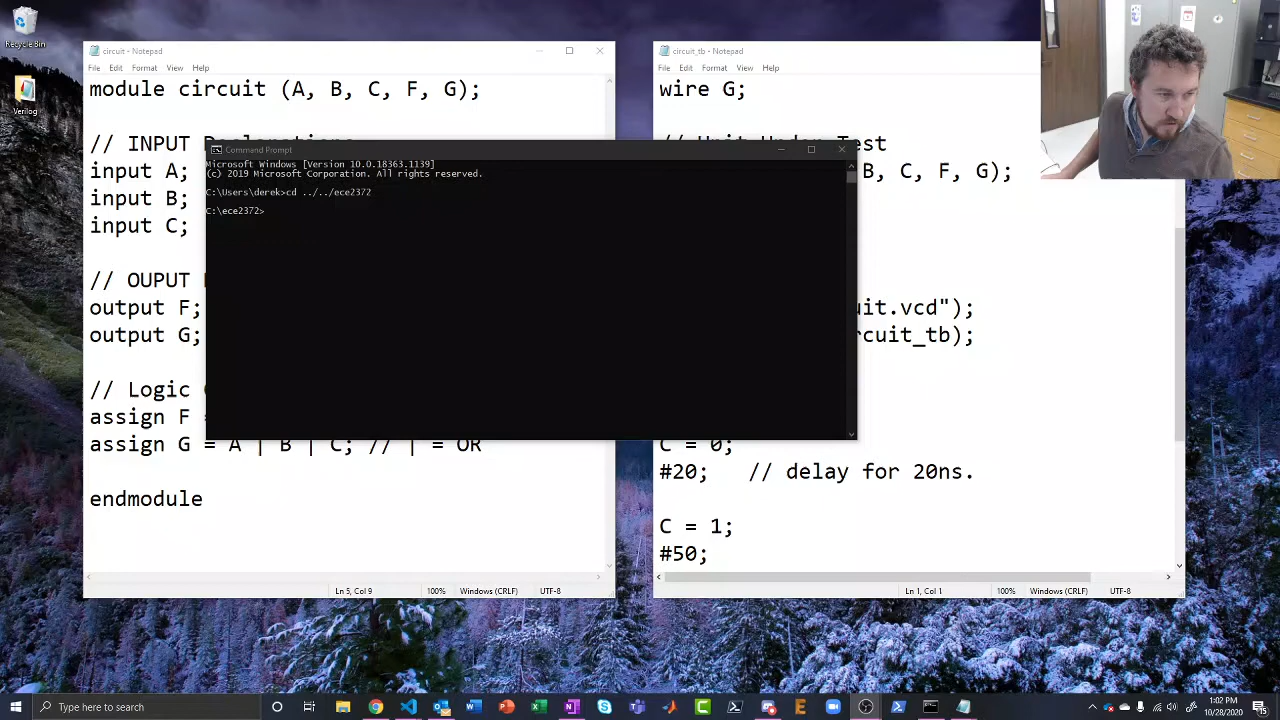 Recycle Bin
Verilog
circuit - Notepad
File Edit Format View Help
module circuit (A, B, C, F, G);
// INPUT Declarations
input A;
input B;
input C;
// OUPUT
output F;
output G;
// Logic
assign F =
assign G = A | B | C; // | = OR
endmodule
Ln 5, Col 9 100% Windows (CRLF) UTF-8
Command Prompt
Microsoft Windows [Version 10.0.18363.1139]
(c) 2019 Microsoft Corporation. All rights reserved.
C:\Users\derek>cd ../../ece2372
C:\ece2372>
circuit_tb - Notepad
File Edit Format View Help
wire G;
// Unit Under Test
B, C, F, G);
uit.vcd");
rcuit_tb);
C = 0;
#20; // delay for 20ns.
C = 1;
#50;
Ln 1, Col 1 100% Windows (CRLF) UTF-8
Type here to search
1:02 PM
10/28/2020